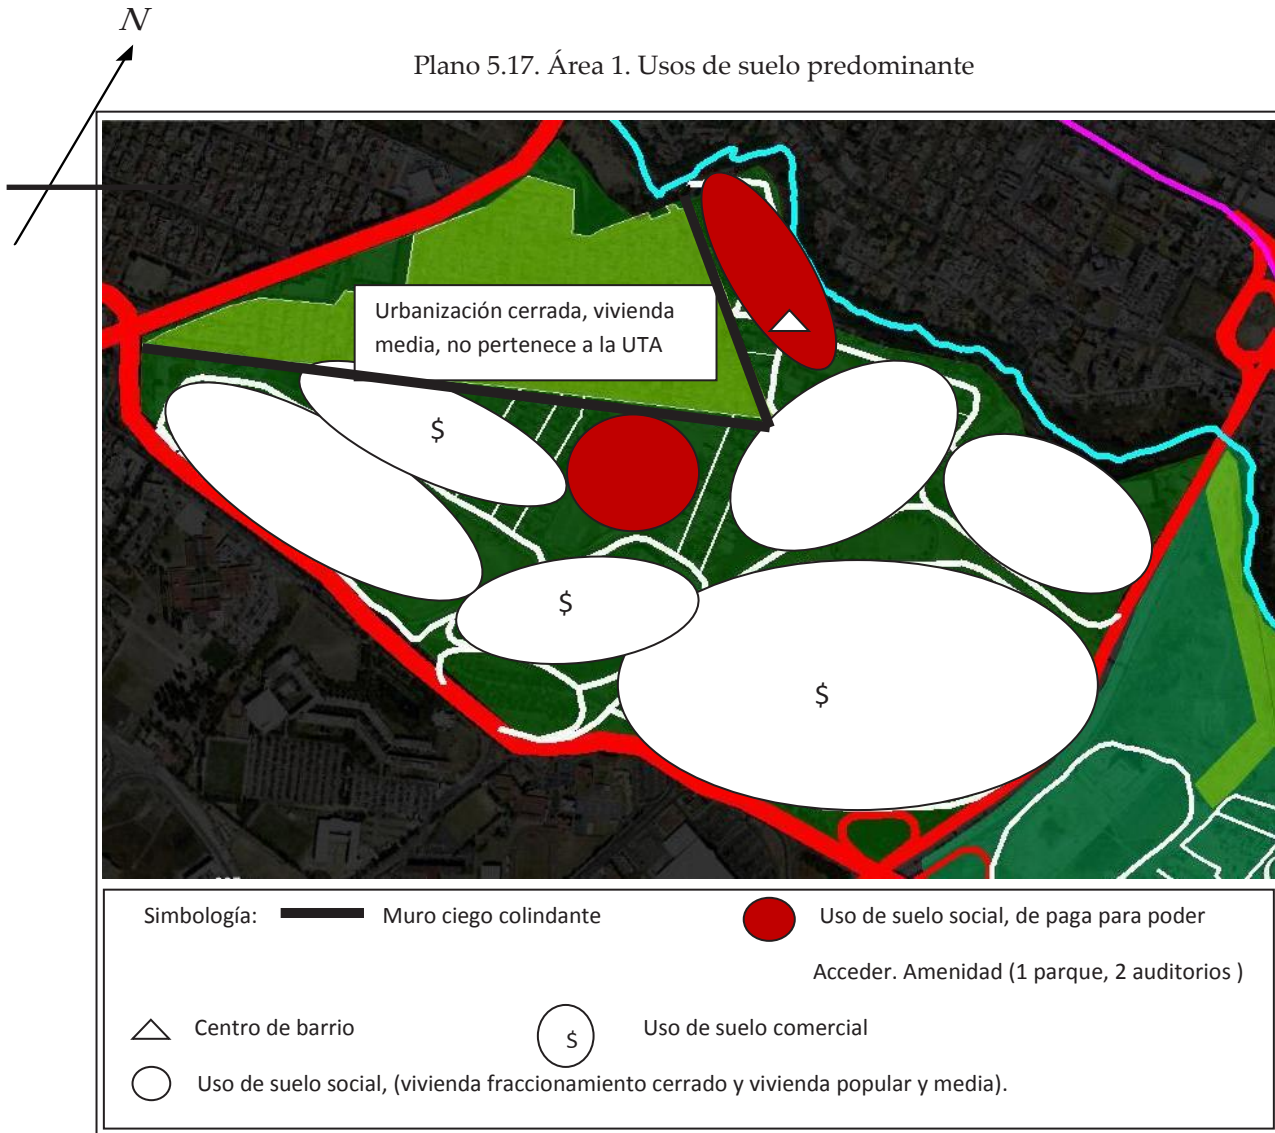 N
Plano 5.17. Área 1. Usos de suelo predominante
Urbanización cerrada, vivienda
media, no pertenece a la UTA
$
$
$
Simbología:
Muro ciego colindante
Uso de suelo social, de paga para poder
Acceder. Amenidad (1 parque, 2 auditorios )
Centro de barrio
$
Uso de suelo comercial
Uso de suelo social, (vivienda fraccionamiento cerrado y vivienda popular y media).